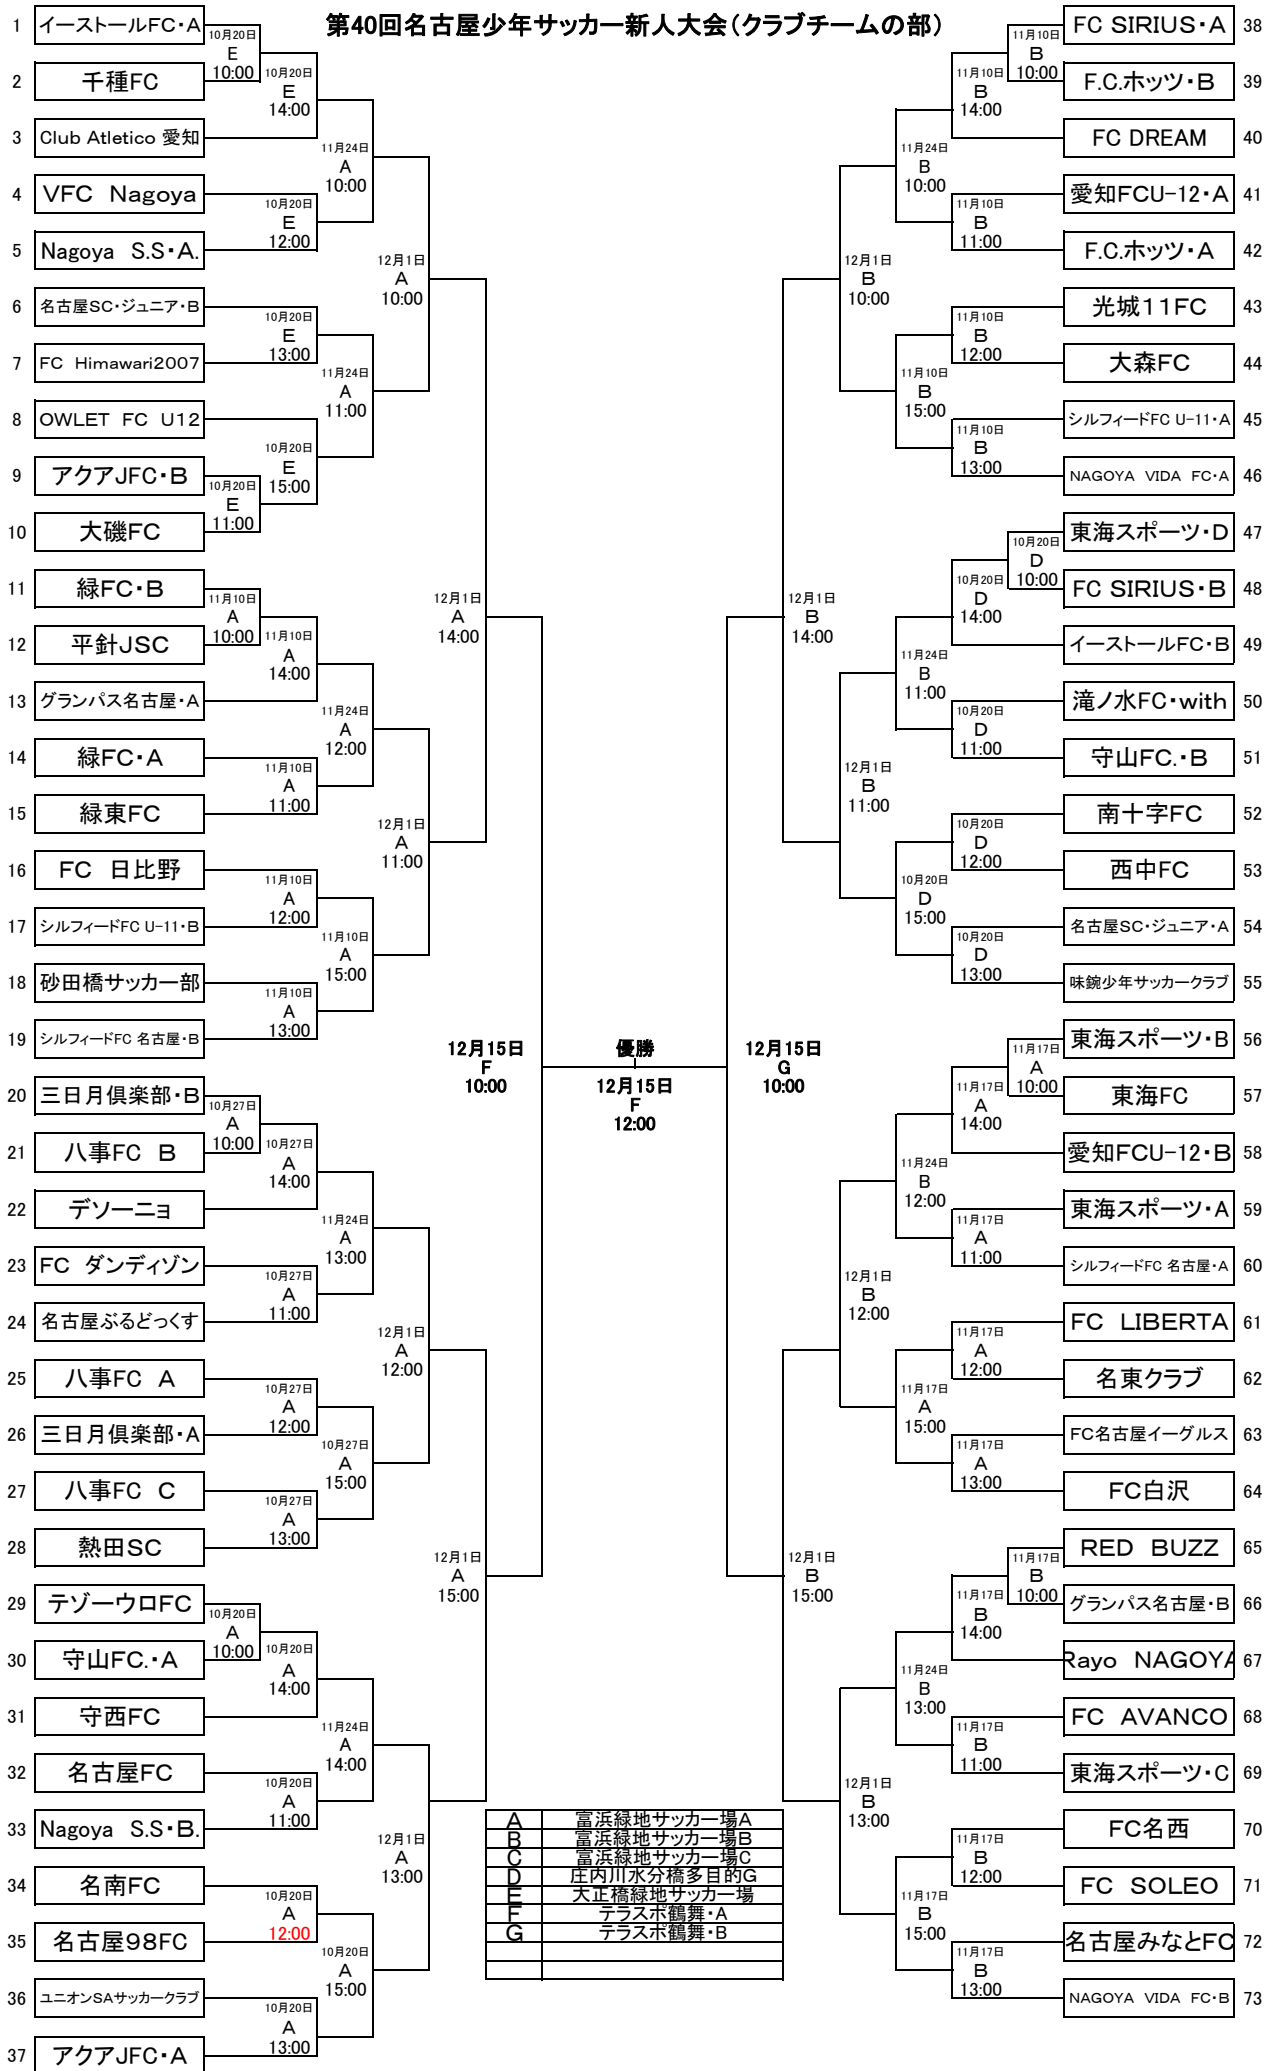 第40回名古屋少年サッカー新人大会(クラブチームの部)
1 イーストールFC・A
2 千種FC
3 Club Atletico 愛知
4 VFC Nagoya
5 Nagoya S.S・A.
6 名古屋SC・ジュニア・B
7 FC Himawari2007
8 OWLET FC U12
9 アクアJFC・B
10 大磯FC
11 緑FC・B
12 平針JSC
13 グランパス名古屋・A
14 緑FC・A
15 緑東FC
16 FC 日比野
17 シルフィードFC U-11・B
18 砂田橋サッカー部
19 シルフィードFC 名古屋・B
20 三日月倶楽部・B
21 八事FC B
22 デソーニョ
23 FC ダンディゾン
24 名古屋ぶるどっくす
25 八事FC A
26 三日月倶楽部・A
27 八事FC C
28 熱田SC
29 テゾーウロFC
30 守山FC.・A
31 守西FC
32 名古屋FC
33 Nagoya S.S・B.
34 名南FC
35 名古屋98FC
36 ユニオンSAサッカークラブ
37 アクアJFC・A
10月20日
E
10:00
10月20日
E
14:00
10月20日
E
12:00
10月20日
E
13:00
10月20日
E
15:00
10月20日
E
11:00
11月10日
A
10:00
11月10日
A
14:00
11月10日
A
11:00
11月10日
A
12:00
11月10日
A
15:00
11月10日
A
13:00
10月27日
A
10:00
10月27日
A
14:00
10月27日
A
11:00
10月27日
A
12:00
10月27日
A
15:00
10月27日
A
13:00
10月20日
A
10:00
10月20日
A
14:00
10月20日
A
11:00
10月20日
A
12:00
10月20日
A
15:00
10月20日
A
13:00
11月24日
A
10:00
11月24日
A
11:00
11月24日
A
12:00
11月24日
A
13:00
11月24日
A
14:00
12月1日
A
10:00
12月1日
A
11:00
12月1日
A
12:00
12月1日
A
13:00
12月1日
A
14:00
12月1日
A
15:00
12月15日
F
10:00
優勝
12月15日
F
12:00
12月15日
G
10:00
A 富浜緑地サッカー場A
B 富浜緑地サッカー場B
C 富浜緑地サッカー場C
D 庄内川水分橋多目的G
E 大正橋緑地サッカー場
F テラスポ鶴舞・A
G テラスポ鶴舞・B
12月1日
B
14:00
12月1日
B
15:00
12月1日
B
10:00
12月1日
B
11:00
12月1日
B
12:00
12月1日
B
13:00
11月24日
B
10:00
11月24日
B
11:00
11月24日
B
12:00
11月24日
B
13:00
11月10日
B
10:00
11月10日
B
14:00
11月10日
B
11:00
11月10日
B
12:00
11月10日
B
15:00
11月10日
B
13:00
10月20日
D
10:00
10月20日
D
14:00
10月20日
D
11:00
10月20日
D
12:00
10月20日
D
15:00
10月20日
D
13:00
11月17日
A
10:00
11月17日
A
14:00
11月17日
A
11:00
11月17日
A
12:00
11月17日
A
15:00
11月17日
A
13:00
11月17日
B
10:00
11月17日
B
14:00
11月17日
B
11:00
11月17日
B
12:00
11月17日
B
15:00
11月17日
B
13:00
FC SIRIUS・A 38
F.C.ホッツ・B 39
FC DREAM 40
愛知FCU-12・A 41
F.C.ホッツ・A 42
光城11FC 43
大森FC 44
シルフィードFC U-11・A 45
NAGOYA VIDA FC・A 46
東海スポーツ・D 47
FC SIRIUS・B 48
イーストールFC・B 49
滝ノ水FC・with 50
守山FC.・B 51
南十字FC 52
西中FC 53
名古屋SC・ジュニア・A 54
味鋺少年サッカークラブ 55
東海スポーツ・B 56
東海FC 57
愛知FCU-12・B 58
東海スポーツ・A 59
シルフィードFC 名古屋・A 60
FC LIBERTA 61
名東クラブ 62
FC名古屋イーグルス 63
FC白沢 64
RED BUZZ 65
グランパス名古屋・B 66
Rayo NAGOYA 67
FC AVANCO 68
東海スポーツ・C 69
FC名西 70
FC SOLEO 71
名古屋みなとFC 72
NAGOYA VIDA FC・B 73